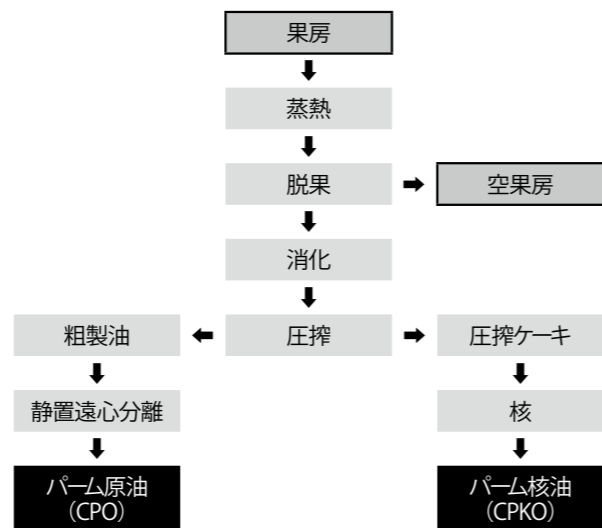 果房
蒸熱
脱果
空果房
消化
粗製油
圧搾
圧搾ケーキ
静置遠心分離
核
パーム原油
（CPO）
パーム核油
（CPKO）